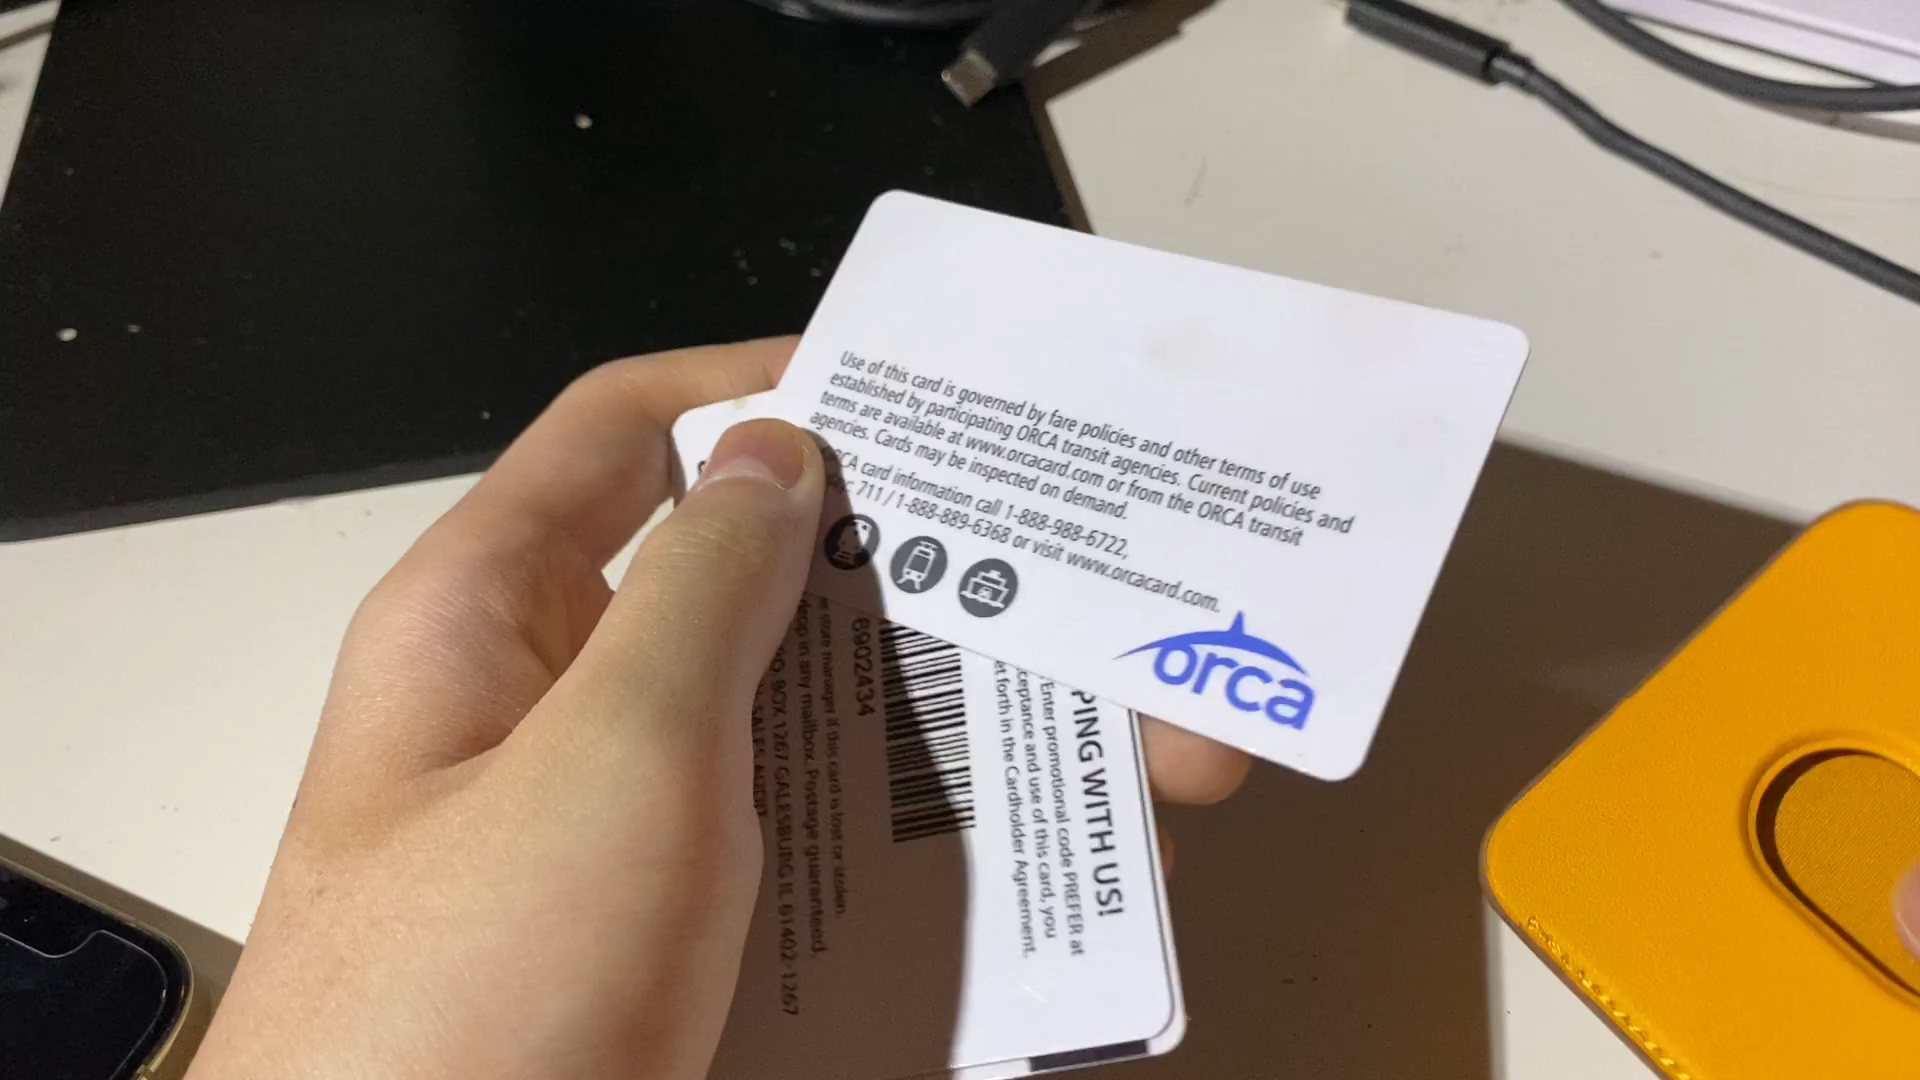 Use of this card is governed by fare policies and other terms of use
established by participating ORCA transit agencies. Current policies and
terms are available at www.orcacard.com or from the ORCA transit
agencies. Cards may be inspected on demand.
card information call 1-888-988-6722,
711 / 1-888-889-6368 or visit www.orcacard.com.
orca
PING WITH US!
Enter promotional code PREFER at
ceptance and use of this card, you
et forth in the Cardholder Agreement.
6902434
store manager if this card is lost or stolen.
drop in any mailbox. Postage guaranteed,
BOX 1267 GALESBURG IL 61402-1267
SALES AUDIT